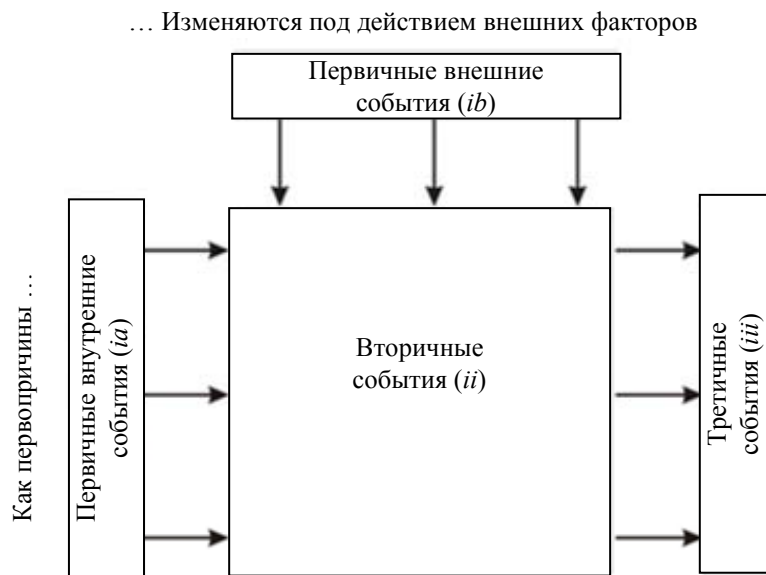 … Изменяются под действием внешних факторов
Первичные внешние
события (ib)
Как первопричины …
Первичные внутренние
события (ia)
Вторичные
события (ii)
Третичные
события (iii)